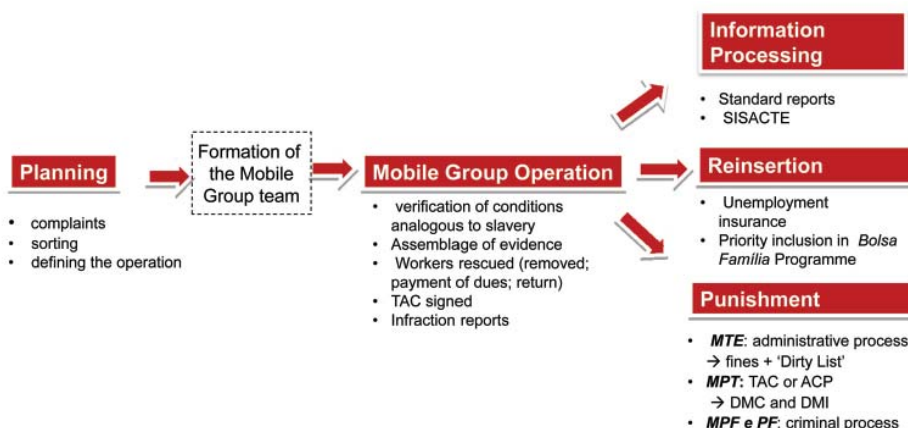 Planning
• complaints
• sorting
• defining the operation
Formation of
the Mobile
Group team
Mobile Group Operation
• verification of conditions
analogous to slavery
• Assemblage of evidence
• Workers rescued (removed;
payment of dues; return)
• TAC signed
• Infraction reports
Information
Processing
• Standard reports
• SISACTE
Reinsertion
• Unemployment
insurance
• Priority inclusion in Bolsa
Família Programme
Punishment
• MTE: administrative process
→ fines + ‘Dirty List’
• MPT: TAC or ACP
→ DMC and DMI
• MPF e PF: criminal process